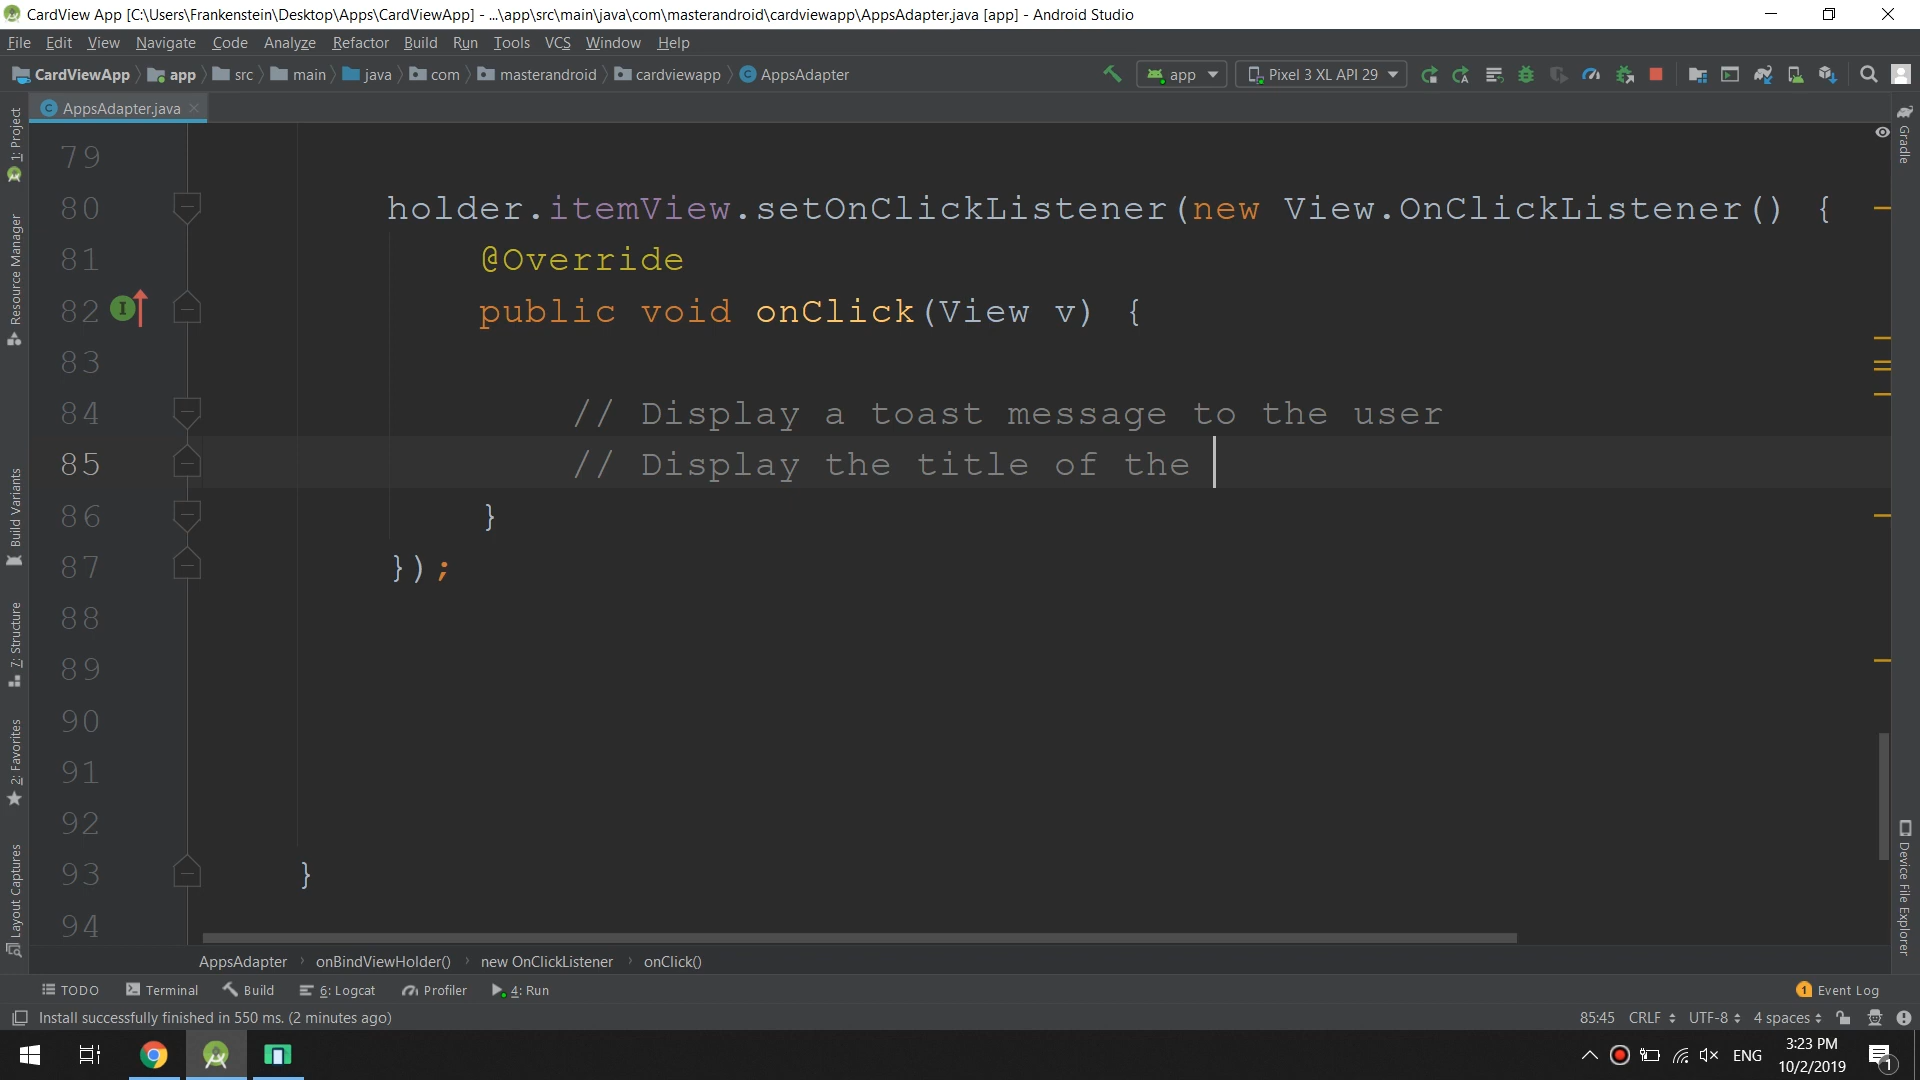 CardView App [C:\Users\Frankenstein\Desktop\Apps\CardViewApp] - ...\app\src\main\java\com\masterandroid\cardviewapp\AppsAdapter.java [app] - Android Studio
File Edit View Navigate Code Analyze Refactor Build Run Tools VCS Window Help
CardViewApp app src main java com masterandroid cardviewapp AppsAdapter app Pixel 3 XL API 29
AppsAdapter.java
1: Project
Resource Manager
Build Variants
7: Structure
2: Favorites
Layout Captures
Gradle
Device File Explorer
79
80 holder.itemView.setOnClickListener(new View.OnClickListener() {
81 @Override
82 public void onClick(View v) {
83
84 // Display a toast message to the user
85 // Display the title of the
86 }
87 });
88
89
90
91
92
93 }
94
AppsAdapter onBindViewHolder() new OnClickListener onClick()
TODO Terminal Build 6: Logcat Profiler 4: Run 1 Event Log
Install successfully finished in 550 ms. (2 minutes ago) 85:45 CRLF UTF-8 4 spaces
ENG 3:23 PM
10/2/2019 1